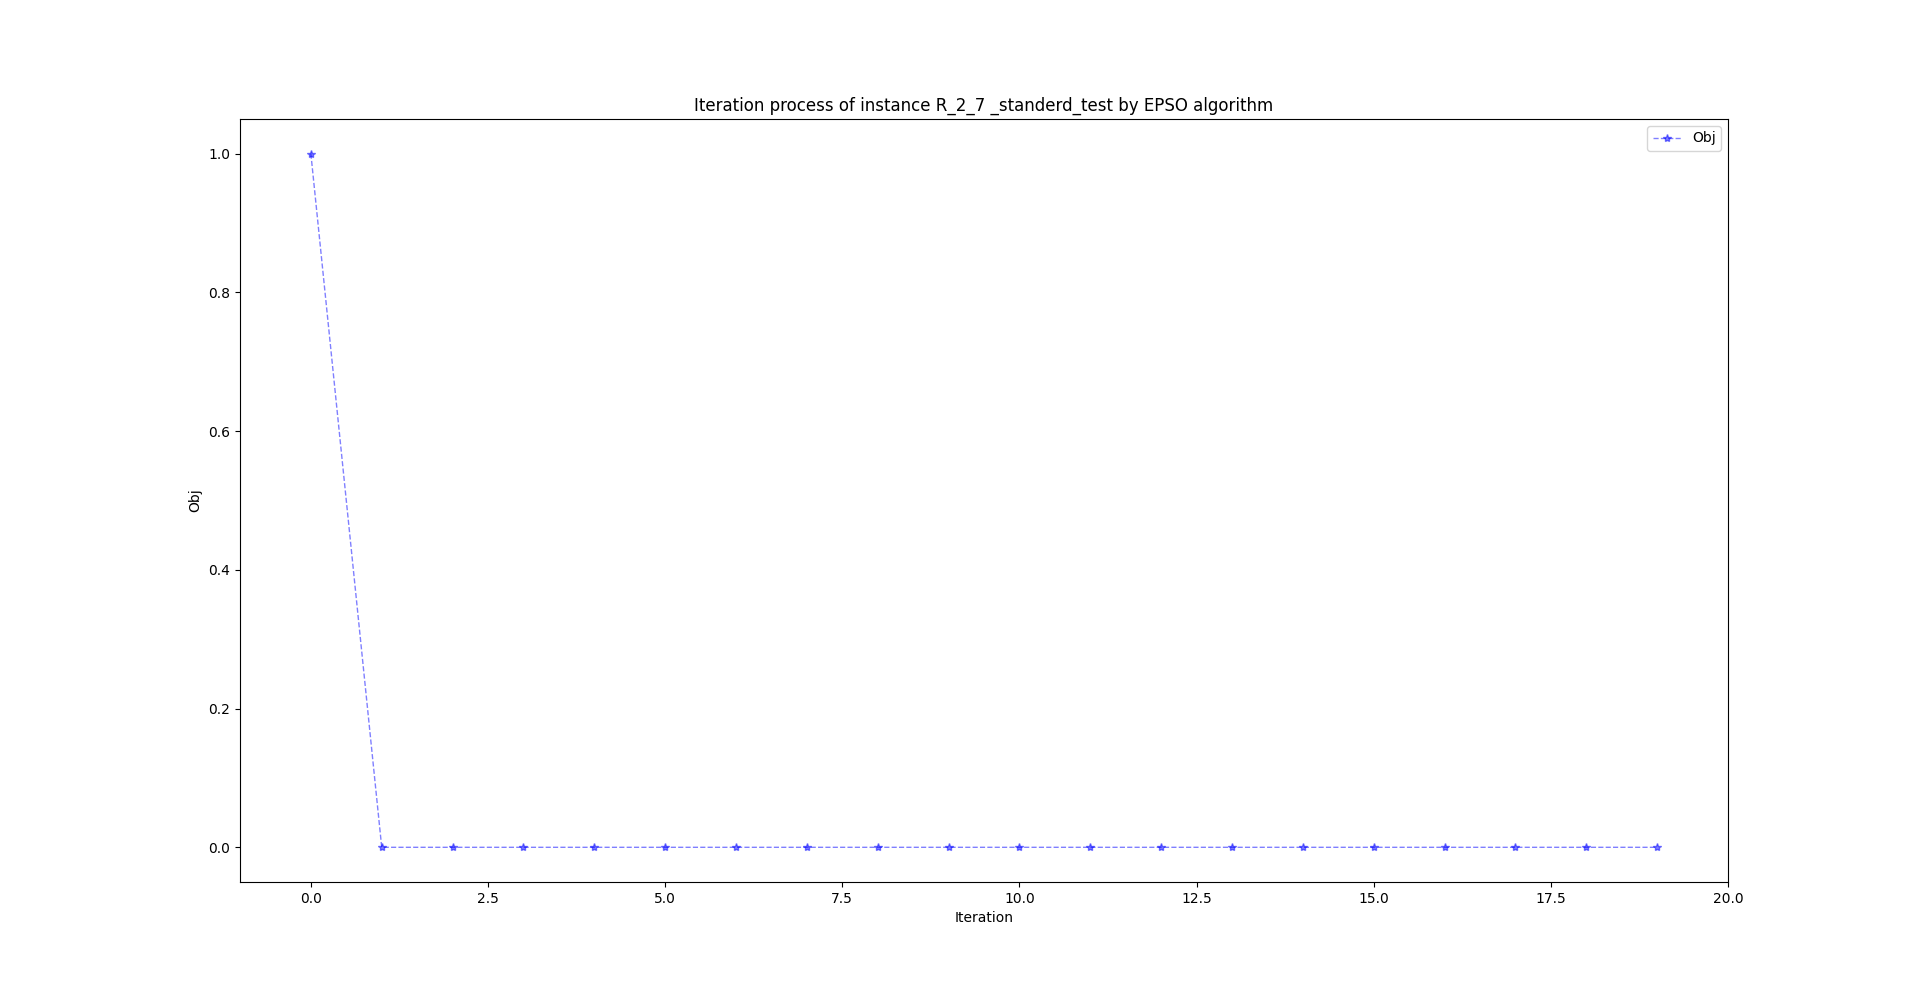 Iteration process of instance R_2_7 _standerd_test by EPSO algorithm
Obj
1.0
0.8
0.6
0.4
0.2
0.0
Obj
0.0 2.5 5.0 7.5 10.0 12.5 15.0 17.5 20.0
Iteration